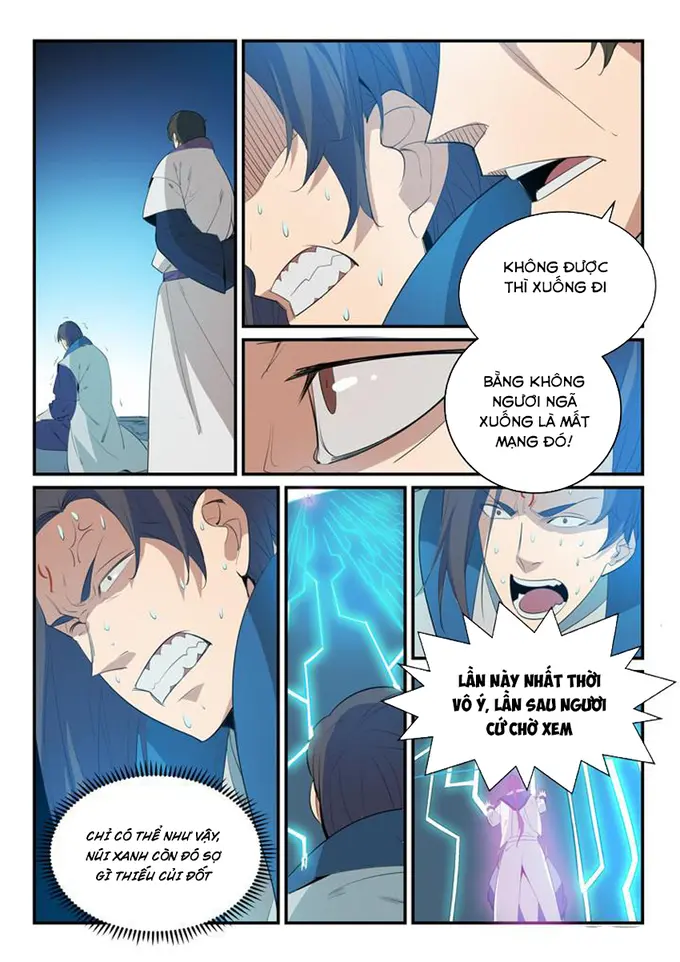 KHÔNG ĐƯỢC
THÌ XUỐNG ĐI
BẰNG KHÔNG
NGƯƠI NGÃ
XUỐNG LÀ MẤT
MẠNG ĐÓ!
CHỈ CÓ THỂ NHƯ VẬY,
NÚI XANH CÒN ĐÓ SỢ
GÌ THIẾU CỦI ĐỐT
LẦN NÀY NHẤT THỜI
VÔ Ý, LẦN SAU NGƯƠI
CỨ CHỜ XEM